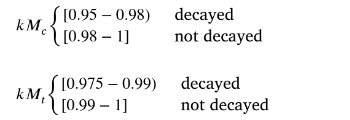 kM_c { [0.95 − 0.98) decayed
[0.98 − 1] not decayed
kM_t { [0.975 − 0.99) decayed
[0.99 − 1] not decayed